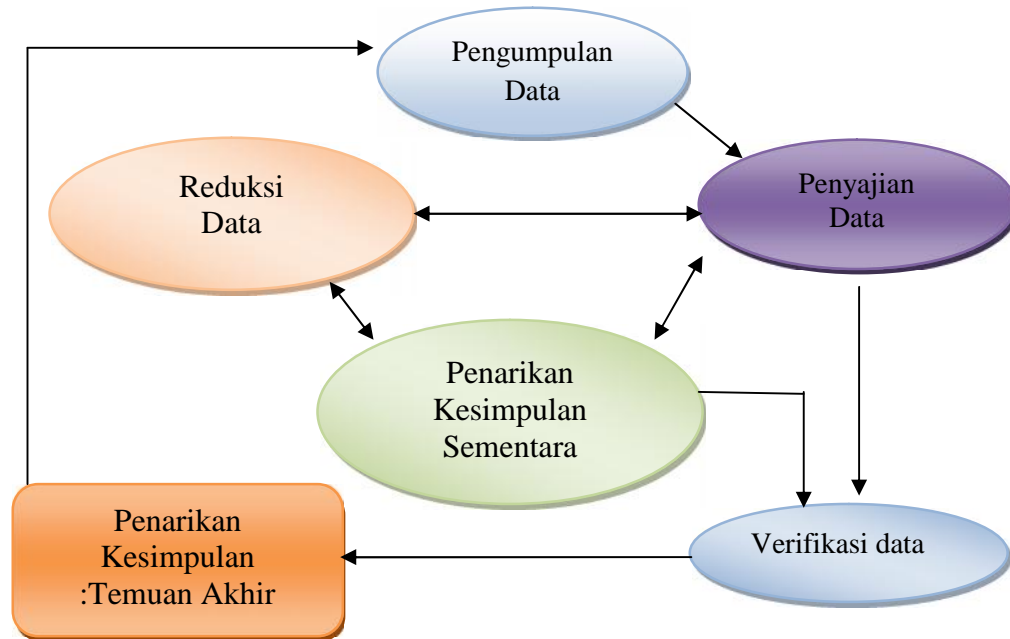 Pengumpulan
Data
Reduksi
Data
Penyajian
Data
Penarikan
Kesimpulan
Sementara
Penarikan
Kesimpulan
:Temuan Akhir
Verifikasi data